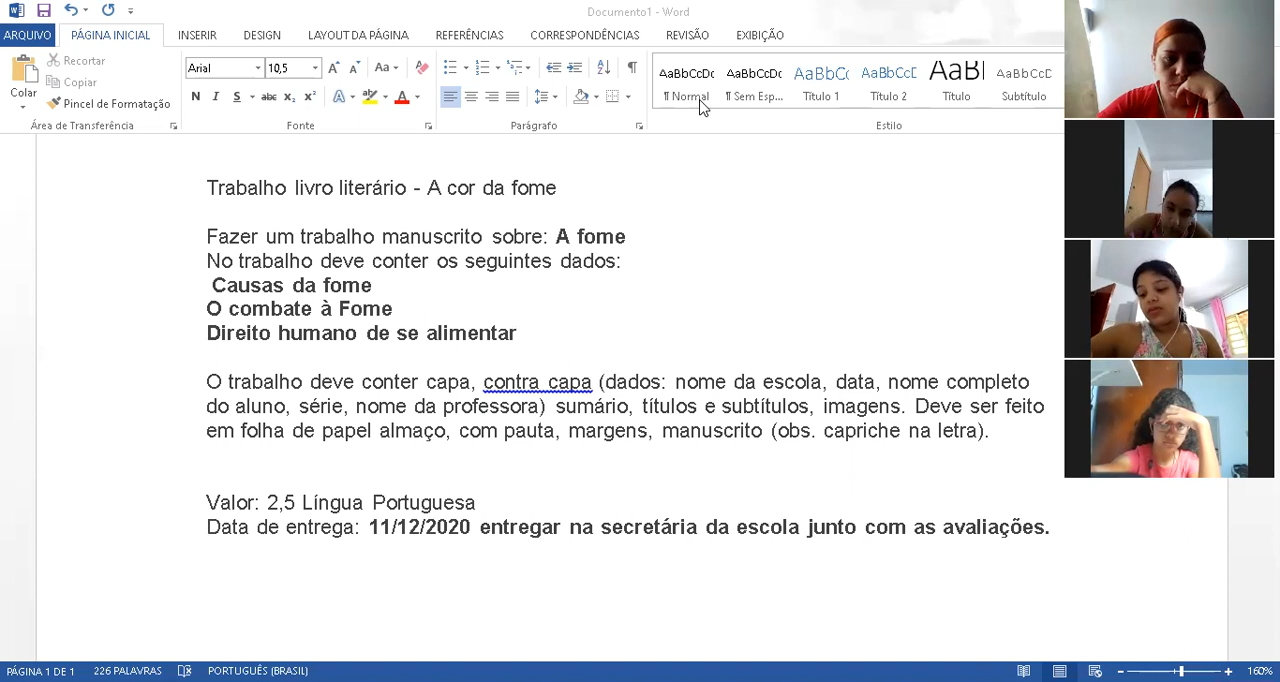 Documento1 - Word
ARQUIVO PÁGINA INICIAL INSERIR DESIGN LAYOUT DA PÁGINA REFERÊNCIAS CORRESPONDÊNCIAS REVISÃO EXIBIÇÃO
Colar
Recortar
Copiar
Pincel de Formatação
Área de Transferência
Arial 10,5 Aa
N I S abc x₂ x² A A
Fonte
Parágrafo
AaBbCcDc AaBbCcDc AaBbCc AaBbCcD AaBl AaBbCcD
¶ Normal ¶ Sem Esp... Título 1 Título 2 Título Subtítulo
Estilo
Trabalho livro literário - A cor da fome
Fazer um trabalho manuscrito sobre: A fome
No trabalho deve conter os seguintes dados:
Causas da fome
O combate à Fome
Direito humano de se alimentar
O trabalho deve conter capa, contra capa (dados: nome da escola, data, nome completo
do aluno, série, nome da professora) sumário, títulos e subtítulos, imagens. Deve ser feito
em folha de papel almaço, com pauta, margens, manuscrito (obs. capriche na letra).
Valor: 2,5 Língua Portuguesa
Data de entrega: 11/12/2020 entregar na secretária da escola junto com as avaliações.
PÁGINA 1 DE 1 226 PALAVRAS PORTUGUÊS (BRASIL) 160%